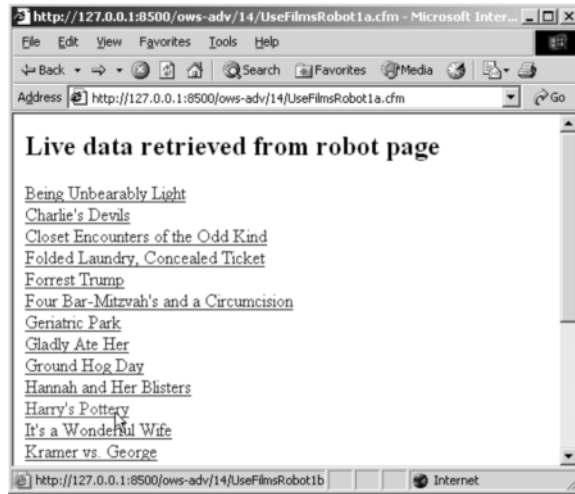 http://127.0.0.1:8500/ows-adv/14/UseFilmsRobot1a.cfm - Microsoft Inter...
File Edit View Favorites Tools Help
Back Search Favorites Media
Address http://127.0.0.1:8500/ows-adv/14/UseFilmsRobot1a.cfm Go
Live data retrieved from robot page
Being Unbearably Light
Charlie's Devils
Closet Encounters of the Odd Kind
Folded Laundry, Concealed Ticket
Forrest Trump
Four Bar-Mitzvah's and a Circumcision
Geriatric Park
Gladly Ate Her
Ground Hog Day
Hannah and Her Blisters
Harry's Pottery
It's a Wonderful Wife
Kramer vs. George
http://127.0.0.1:8500/ows-adv/14/UseFilmsRobot1b Internet